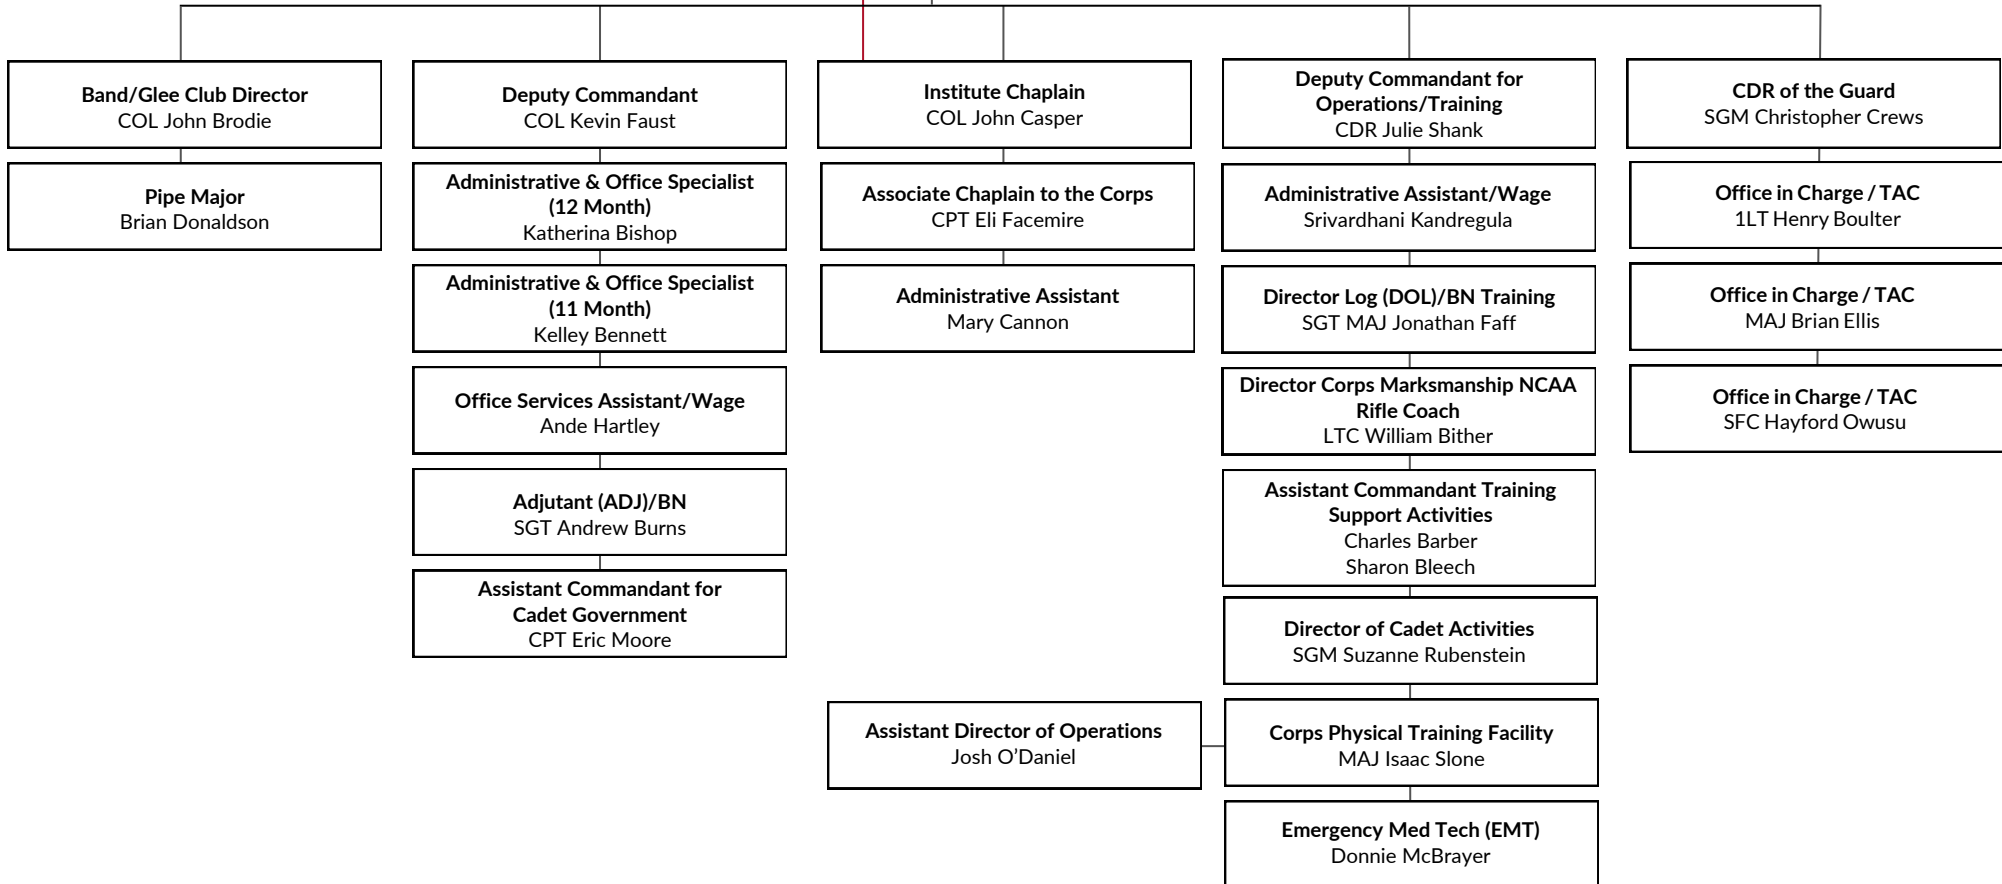 Band/Glee Club Director
COL John Brodie
Pipe Major
Brian Donaldson
Deputy Commandant
COL Kevin Faust
Administrative & Office Specialist
(12 Month)
Katherina Bishop
Administrative & Office Specialist
(11 Month)
Kelley Bennett
Office Services Assistant/Wage
Ande Hartley
Adjutant (ADJ)/BN
SGT Andrew Burns
Assistant Commandant for
Cadet Government
CPT Eric Moore
Institute Chaplain
COL John Casper
Associate Chaplain to the Corps
CPT Eli Facemire
Administrative Assistant
Mary Cannon
Deputy Commandant for
Operations/Training
CDR Julie Shank
Administrative Assistant/Wage
Srivardhani Kandregula
Director Log (DOL)/BN Training
SGT MAJ Jonathan Faff
Director Corps Marksmanship NCAA
Rifle Coach
LTC William Bither
Assistant Commandant Training
Support Activities
Charles Barber
Sharon Bleech
Director of Cadet Activities
SGM Suzanne Rubenstein
Corps Physical Training Facility
MAJ Isaac Slone
Assistant Director of Operations
Josh O’Daniel
Emergency Med Tech (EMT)
Donnie McBrayer
CDR of the Guard
SGM Christopher Crews
Office in Charge / TAC
1LT Henry Boulter
Office in Charge / TAC
MAJ Brian Ellis
Office in Charge / TAC
SFC Hayford Owusu